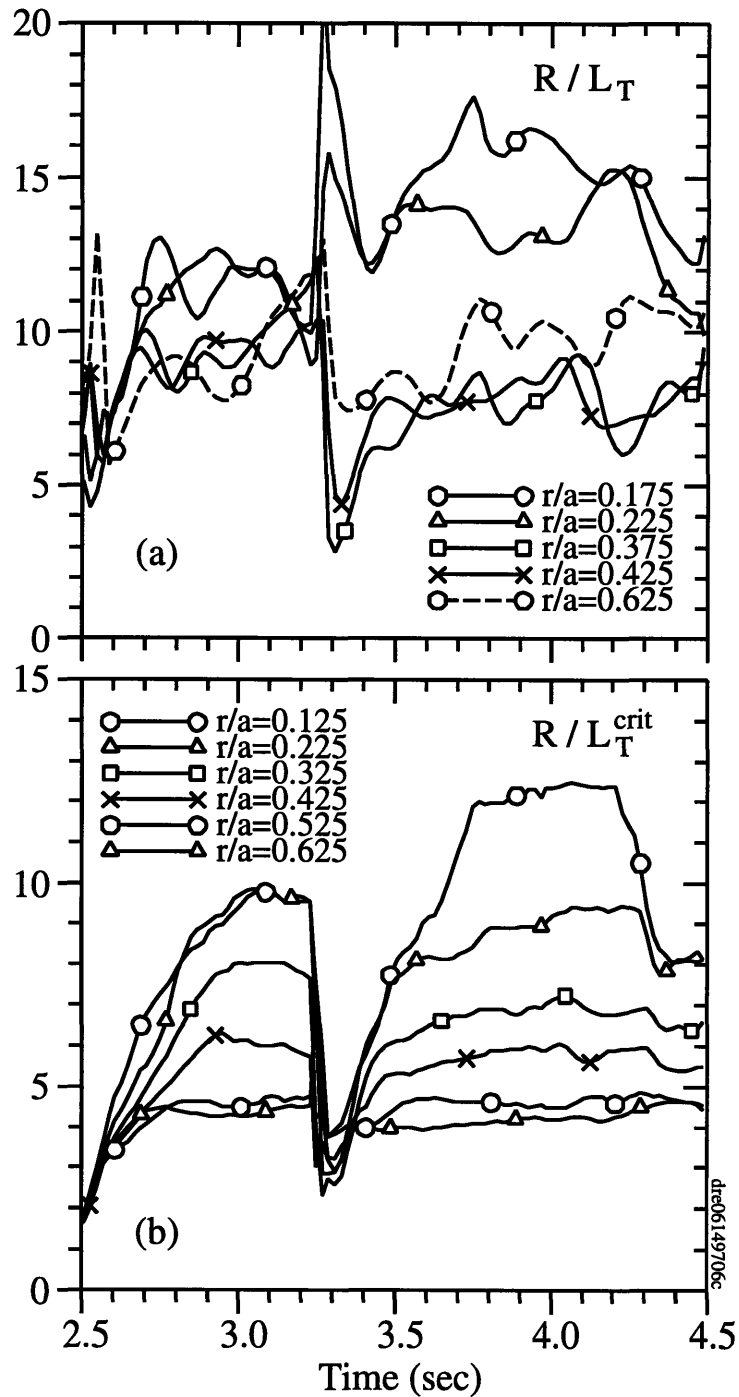 20
R / L_T
15
10
5
r/a=0.175
r/a=0.225
r/a=0.375
r/a=0.425
r/a=0.625
(a)
0
15
r/a=0.125
r/a=0.225
r/a=0.325
r/a=0.425
r/a=0.525
r/a=0.625
R / L_T^crit
10
5
(b)
dre06149706c
0
2.5 3.0 3.5 4.0 4.5
Time (sec)